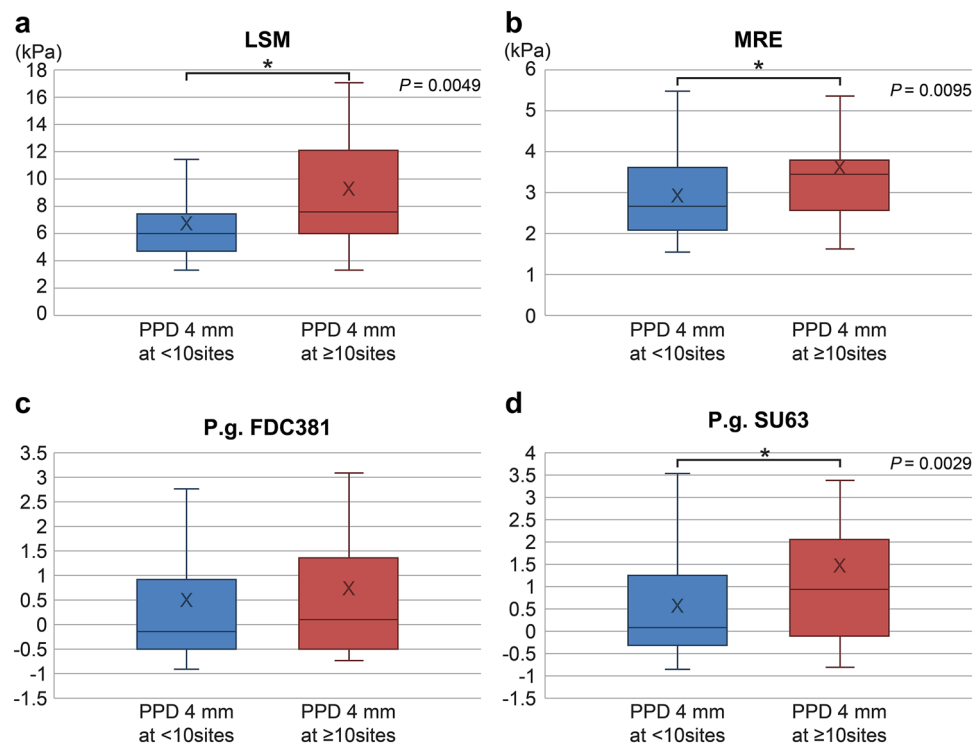 a
LSM
(kPa)
*
P = 0.0049
18
16
14
12
10
8
6
4
2
0
PPD 4 mm
at <10sites
PPD 4 mm
at ≥10sites
b
MRE
(kPa)
*
P = 0.0095
6
5
4
3
2
1
0
PPD 4 mm
at <10sites
PPD 4 mm
at ≥10sites
c
P.g. FDC381
3.5
3
2.5
2
1.5
1
0.5
0
-0.5
-1
-1.5
PPD 4 mm
at <10sites
PPD 4 mm
at ≥10sites
d
P.g. SU63
*
P = 0.0029
4
3.5
3
2.5
2
1.5
1
0.5
0
-0.5
-1
-1.5
PPD 4 mm
at <10sites
PPD 4 mm
at ≥10sites